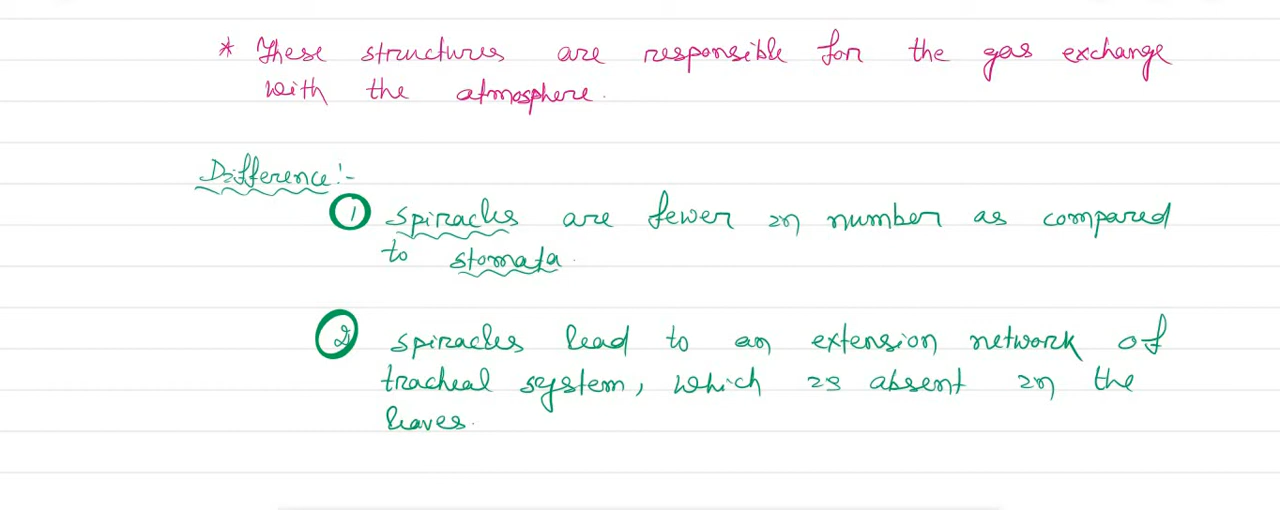 * These structures are responsible for the gas exchange
with the atmosphere.
Difference:-
① Spiracles are fewer in number as compared
to stomata.
② Spiracles lead to an extension network of
tracheal system, which is absent in the
leaves.